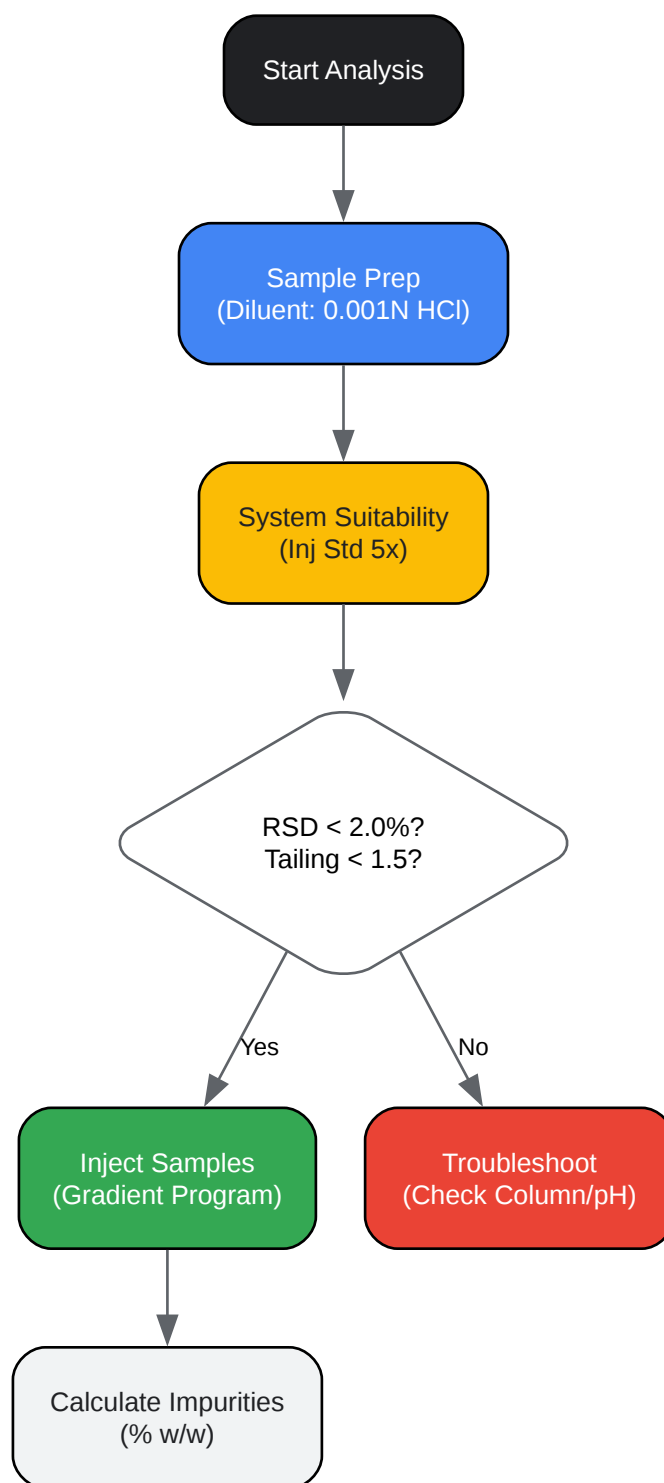 Start Analysis
Sample Prep
(Diluent: 0.001N HCl)
System Suitability
(Inj Std 5x)
RSD < 2.0%?
Tailing < 1.5?
Yes
No
Inject Samples
(Gradient Program)
Troubleshoot
(Check Column/pH)
Calculate Impurities
(% w/w)